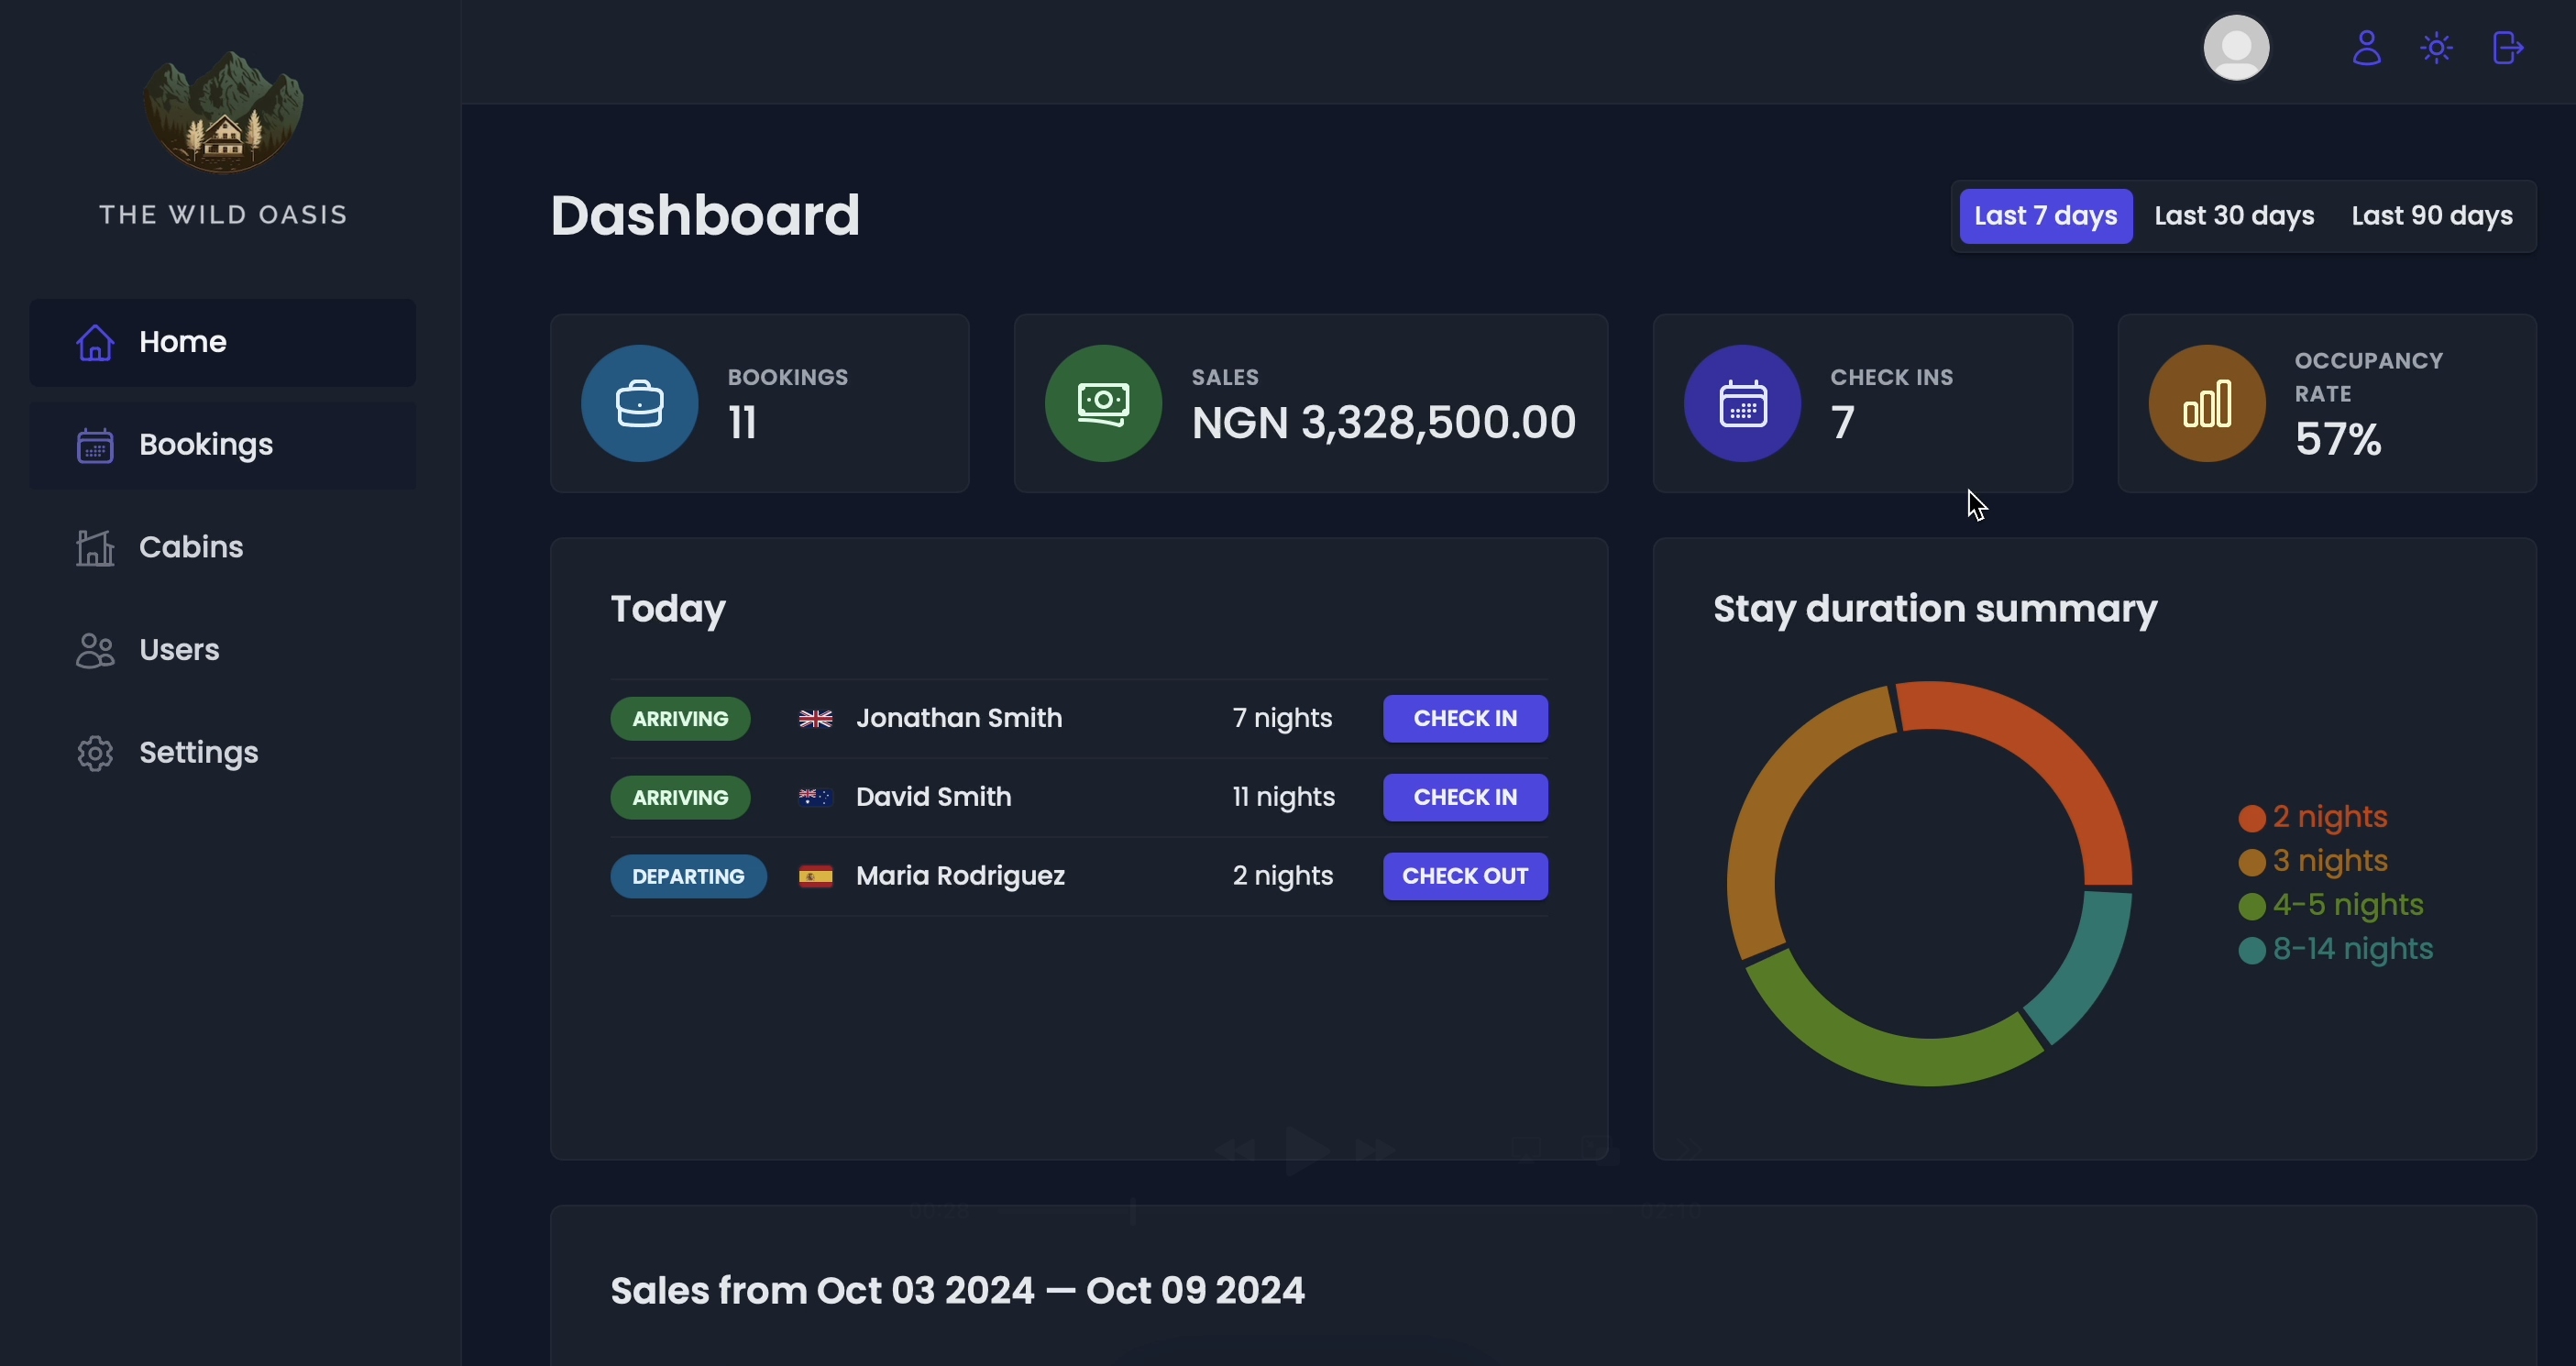 THE WILD OASIS
Home
Bookings
Cabins
Users
Settings
Dashboard
Last 7 days Last 30 days Last 90 days
BOOKINGS
11
SALES
NGN 3,328,500.00
CHECK INS
7
OCCUPANCY
RATE
57%
Today
ARRIVING Jonathan Smith 7 nights CHECK IN
ARRIVING David Smith 11 nights CHECK IN
DEPARTING Maria Rodriguez 2 nights CHECK OUT
Stay duration summary
2 nights
3 nights
4-5 nights
8-14 nights
Sales from Oct 03 2024 — Oct 09 2024